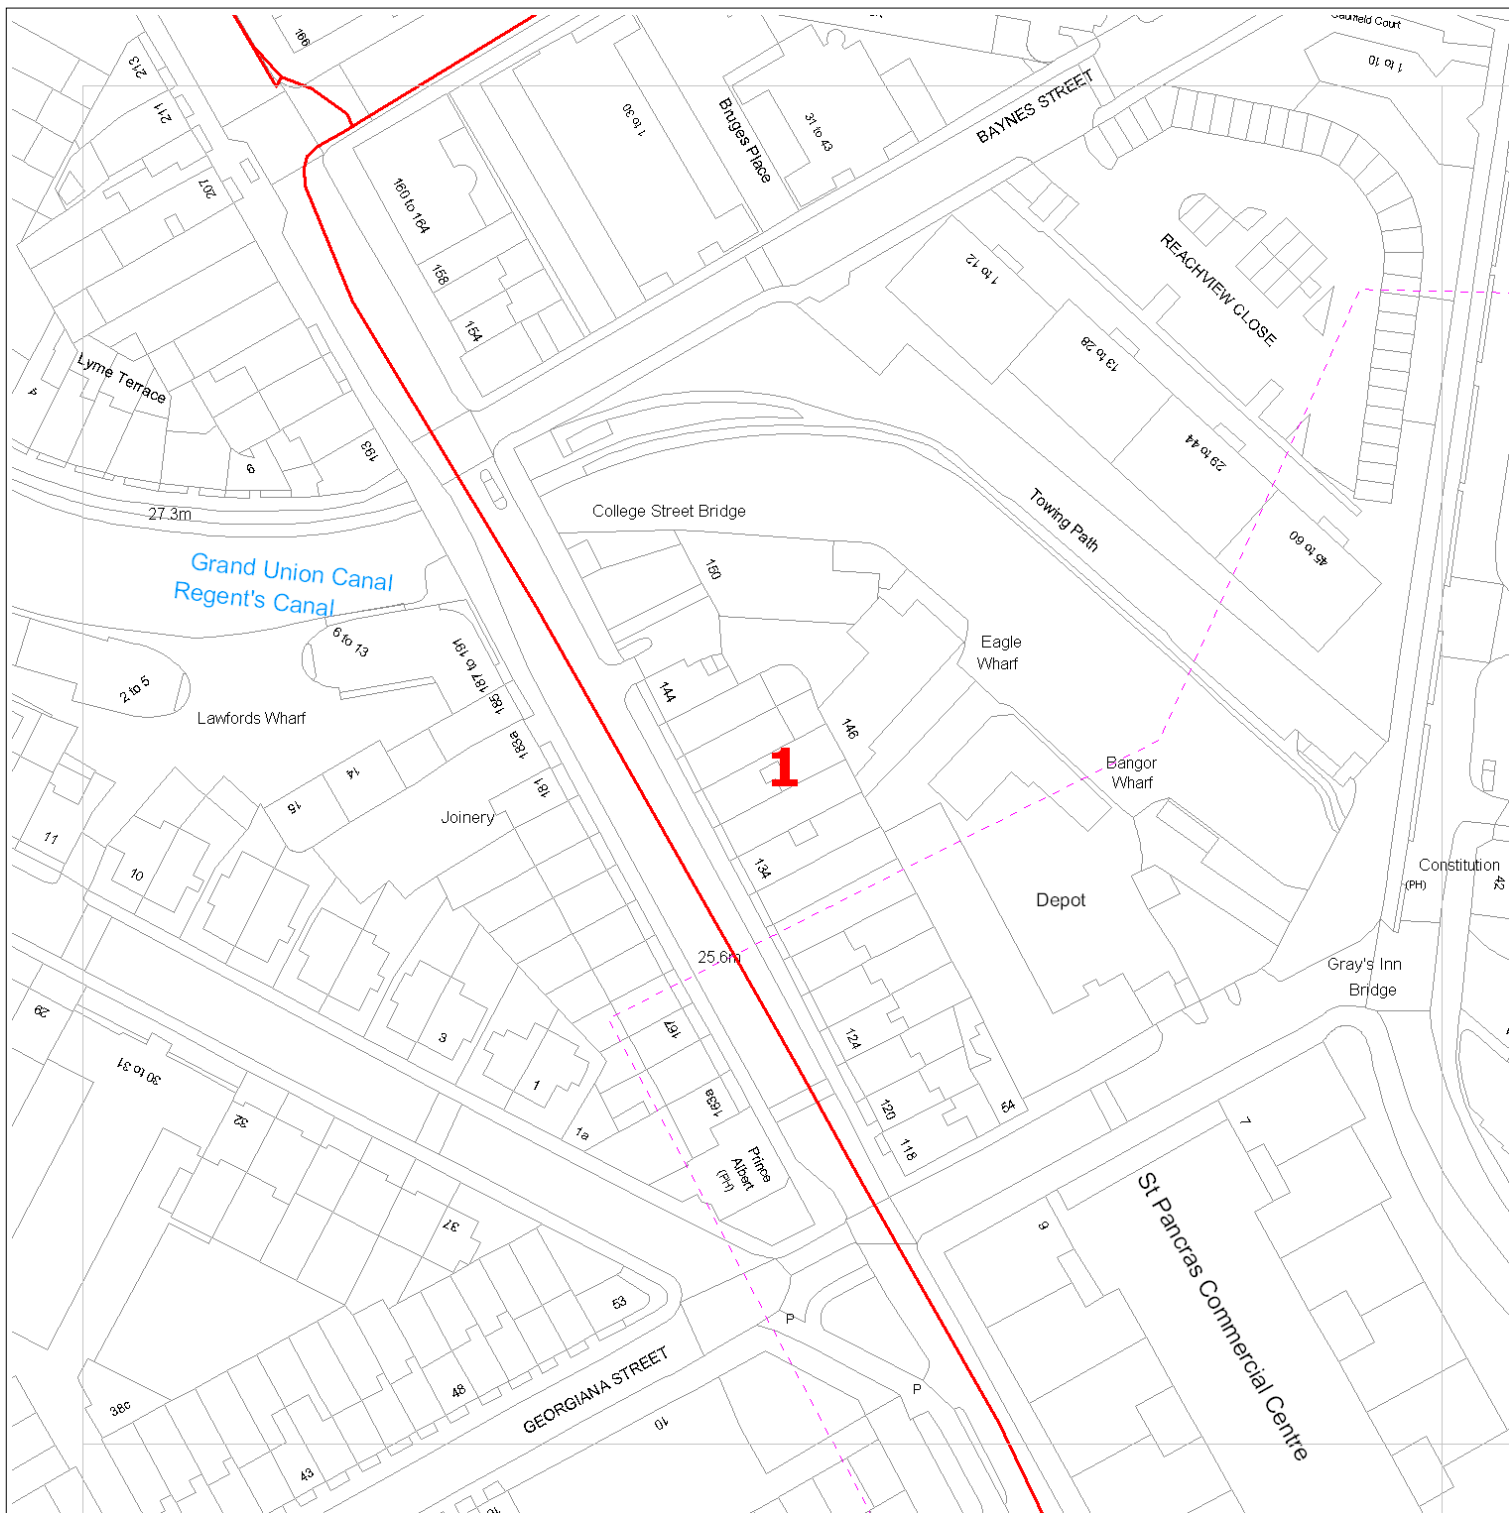 166
Caulfield Court
1 to 10
213
211
207
1 to 30
Bruges Place
31 to 43
BAYNES STREET
160 to 164
158
154
1 to 12
REACHVIEW CLOSE
13 to 28
29 to 44
45 to 60
Lyme Terrace
4
9
193
27.3m
College Street Bridge
Towing Path
Grand Union Canal
Regent's Canal
150
6 to 13
2 to 5
187 to 191
185
183a
181
Lawfords Wharf
144
146
Eagle
Wharf
1
Bangor
Wharf
14
15
Joinery
11
10
134
Depot
Constitution
(PH)
42
25.6m
Gray's Inn
Bridge
29
3
1
167
124
30 to 31
32
1a
163a
120
54
118
7
Prince
Albert
(PH)
37
9
St Pancras Commercial Centre
53
P
P
GEORGIANA STREET
48
38c
43
10